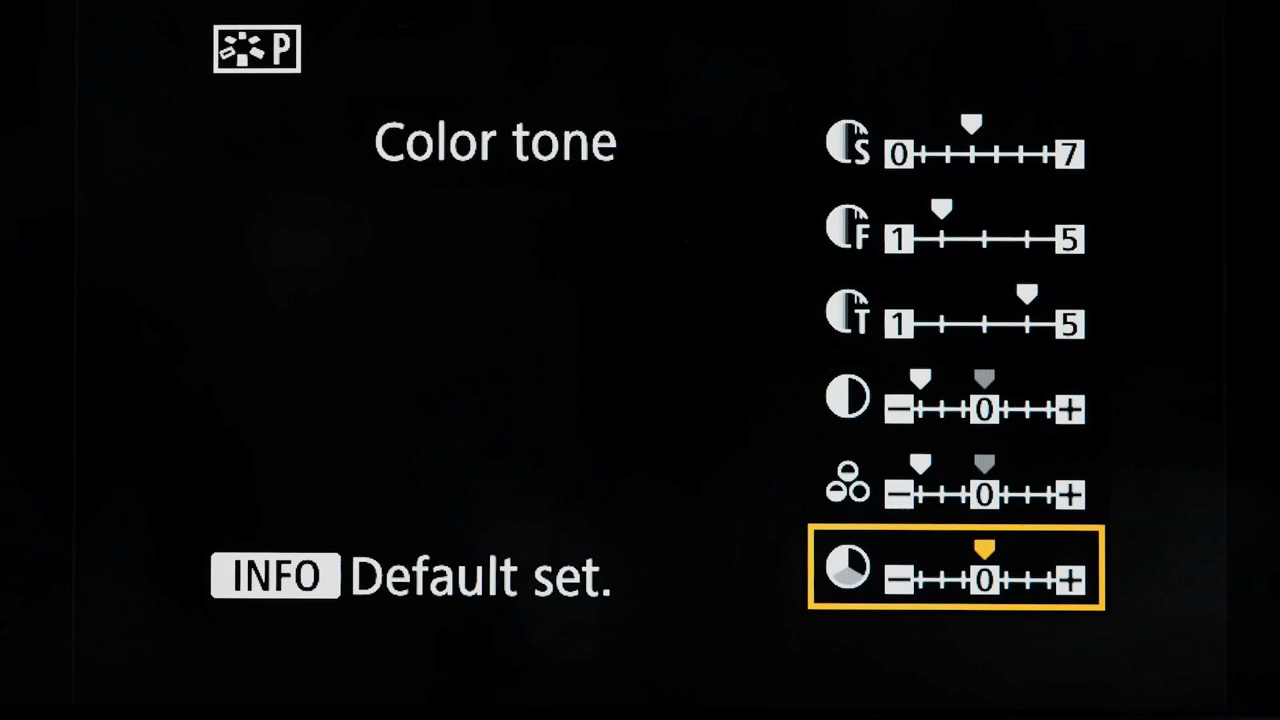 P
Color tone
S 0 7
F 1 5
T 1 5
− 0 +
− 0 +
INFO Default set.
− 0 +